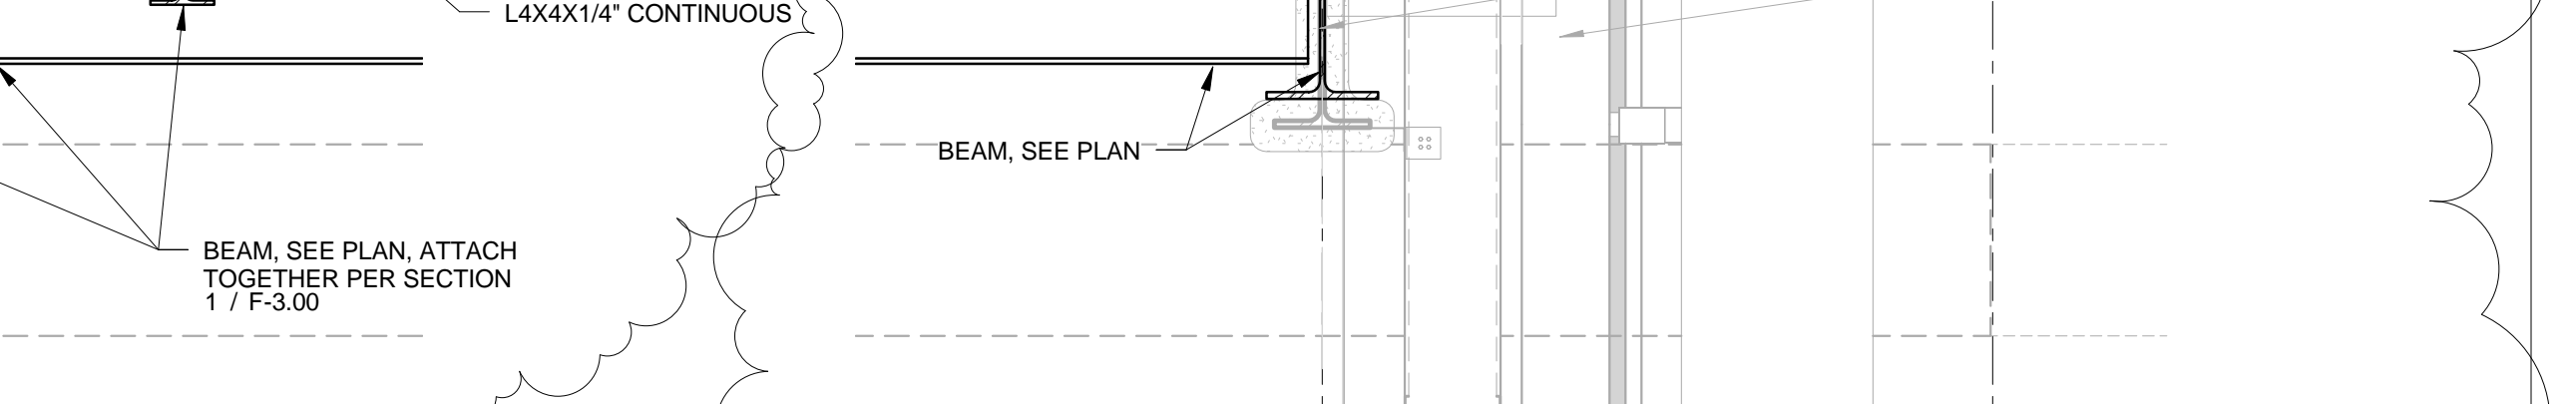 L4X4X1/4" CONTINUOUS
BEAM, SEE PLAN
BEAM, SEE PLAN, ATTACH
TOGETHER PER SECTION
1 / F-3.00